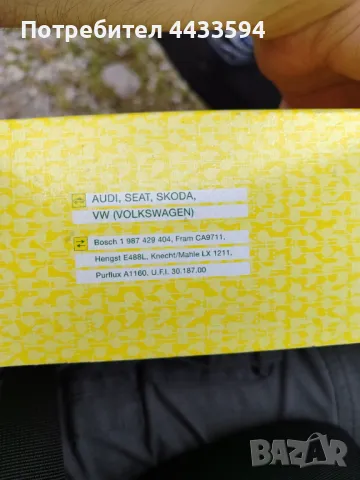 Потребител 4433594
AUDI, SEAT, SKODA,
VW (VOLKSWAGEN)
Bosch 1 987 429 404, Fram CA9711,
Hengst E488L, Knecht/Mahle LX 1211,
Purflux A1160, U.F.I. 30.187.00
BAZAR